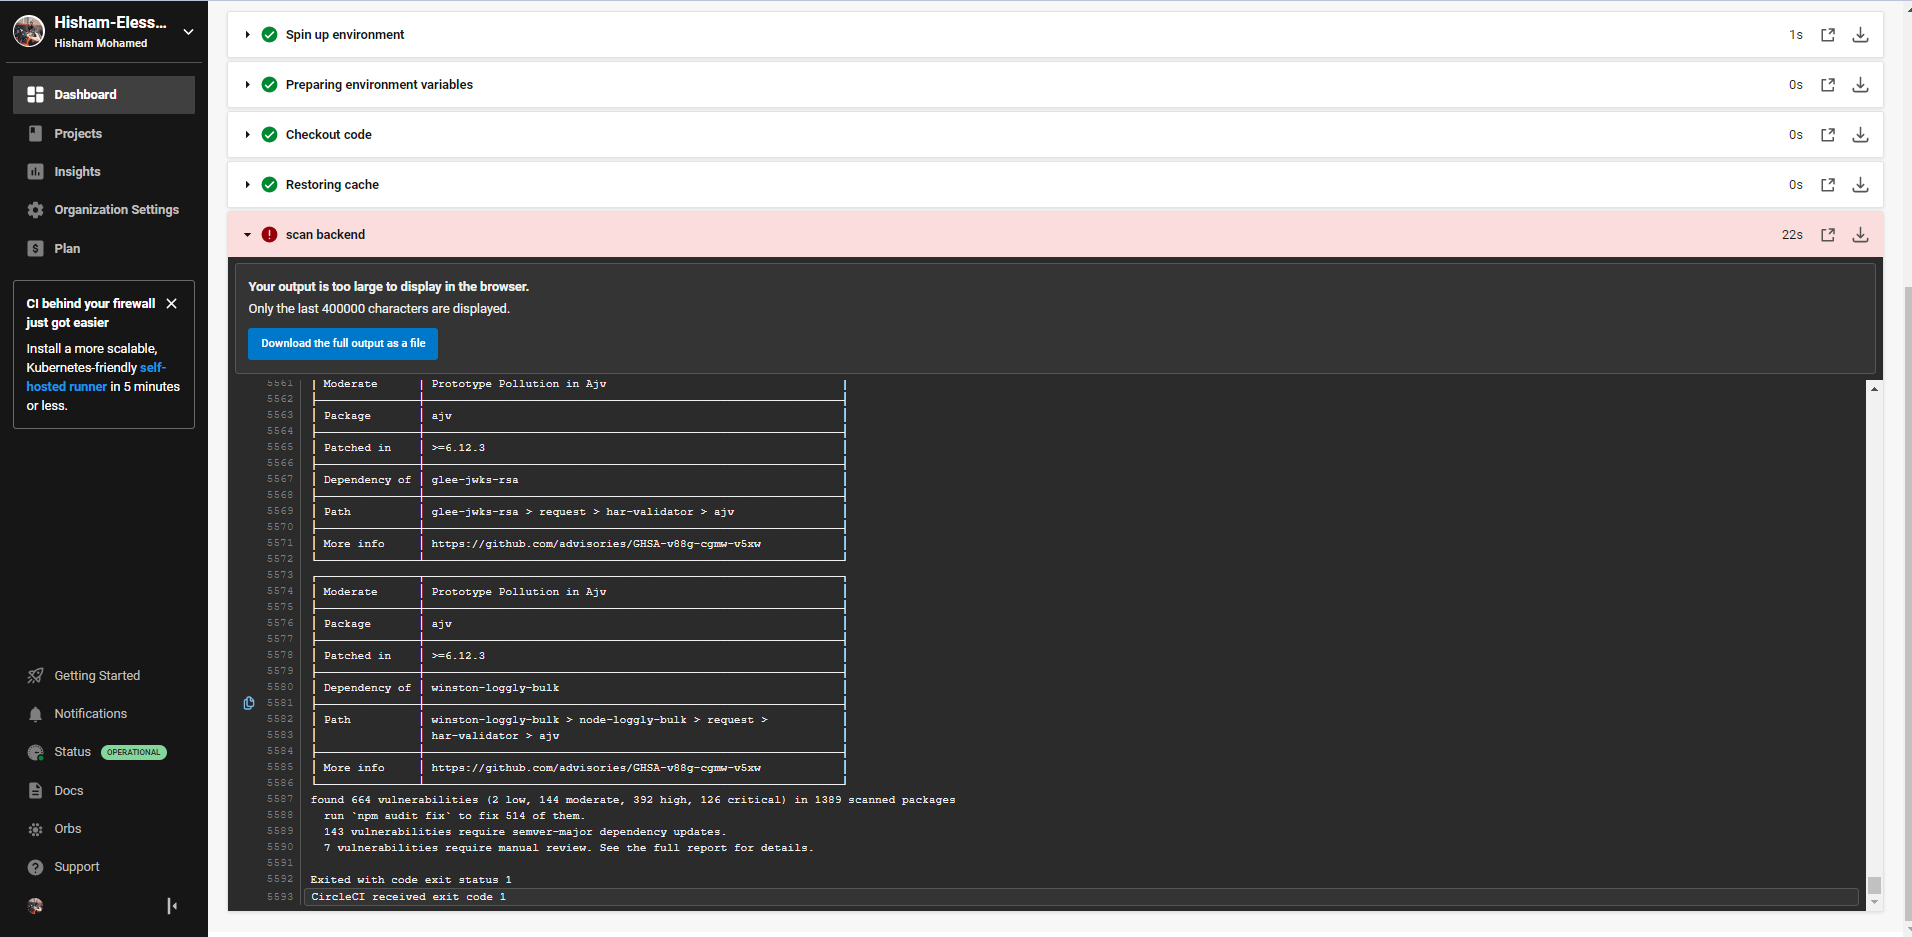 Hisham-Eless...
Hisham Mohamed
Dashboard
Projects
Insights
Organization Settings
Plan
CI behind your firewall
just got easier
Install a more scalable,
Kubernetes-friendly self-
hosted runner in 5 minutes
or less.
Getting Started
Notifications
Status OPERATIONAL
Docs
Orbs
Support
Spin up environment 1s
Preparing environment variables 0s
Checkout code 0s
Restoring cache 0s
scan backend 22s
Your output is too large to display in the browser.
Only the last 400000 characters are displayed.
Download the full output as a file
5561 Moderate Prototype Pollution in Ajv
5562
5563 Package ajv
5564
5565 Patched in >=6.12.3
5566
5567 Dependency of glee-jwks-rsa
5568
5569 Path glee-jwks-rsa > request > har-validator > ajv
5570
5571 More info https://github.com/advisories/GHSA-v88g-cgmw-v5xw
5572
5573
5574 Moderate Prototype Pollution in Ajv
5575
5576 Package ajv
5577
5578 Patched in >=6.12.3
5579
5580 Dependency of winston-loggly-bulk
5581
5582 Path winston-loggly-bulk > node-loggly-bulk > request >
5583 har-validator > ajv
5584
5585 More info https://github.com/advisories/GHSA-v88g-cgmw-v5xw
5586
5587 found 664 vulnerabilities (2 low, 144 moderate, 392 high, 126 critical) in 1389 scanned packages
5588 run `npm audit fix` to fix 514 of them.
5589 143 vulnerabilities require semver-major dependency updates.
5590 7 vulnerabilities require manual review. See the full report for details.
5591
5592 Exited with code exit status 1
5593 CircleCI received exit code 1